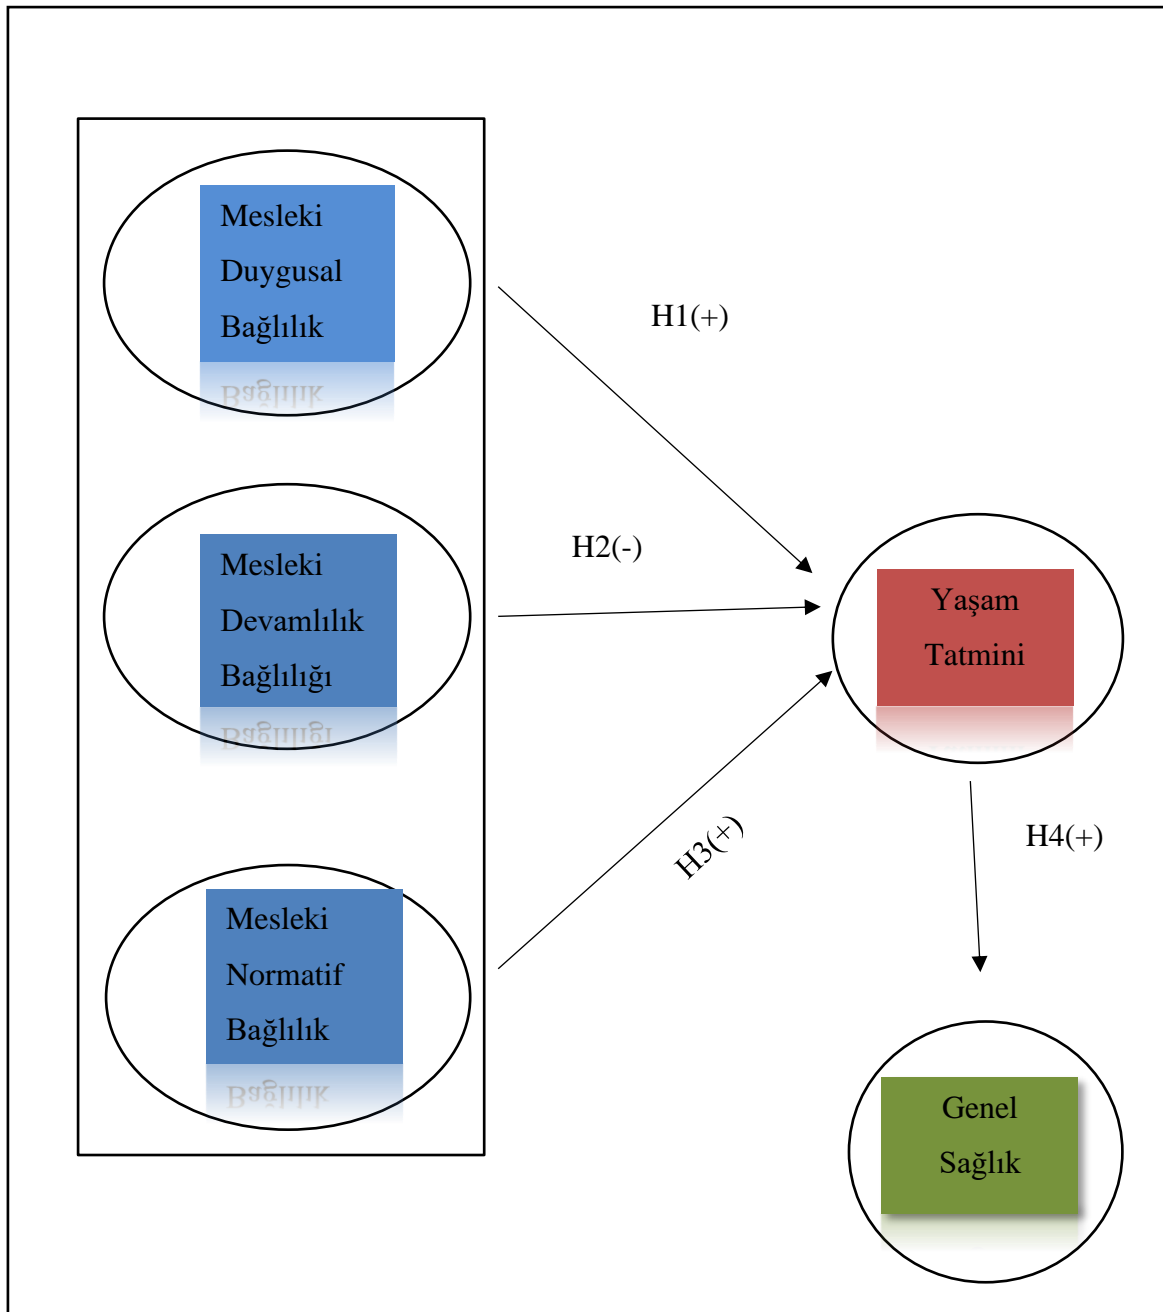 Mesleki
Duygusal
Bağlılık
H1(+)
Mesleki
Devamlılık
Bağlılığı
H2(-)
Yaşam
Tatmini
H3(+)
H4(+)
Mesleki
Normatif
Bağlılık
Genel
Sağlık